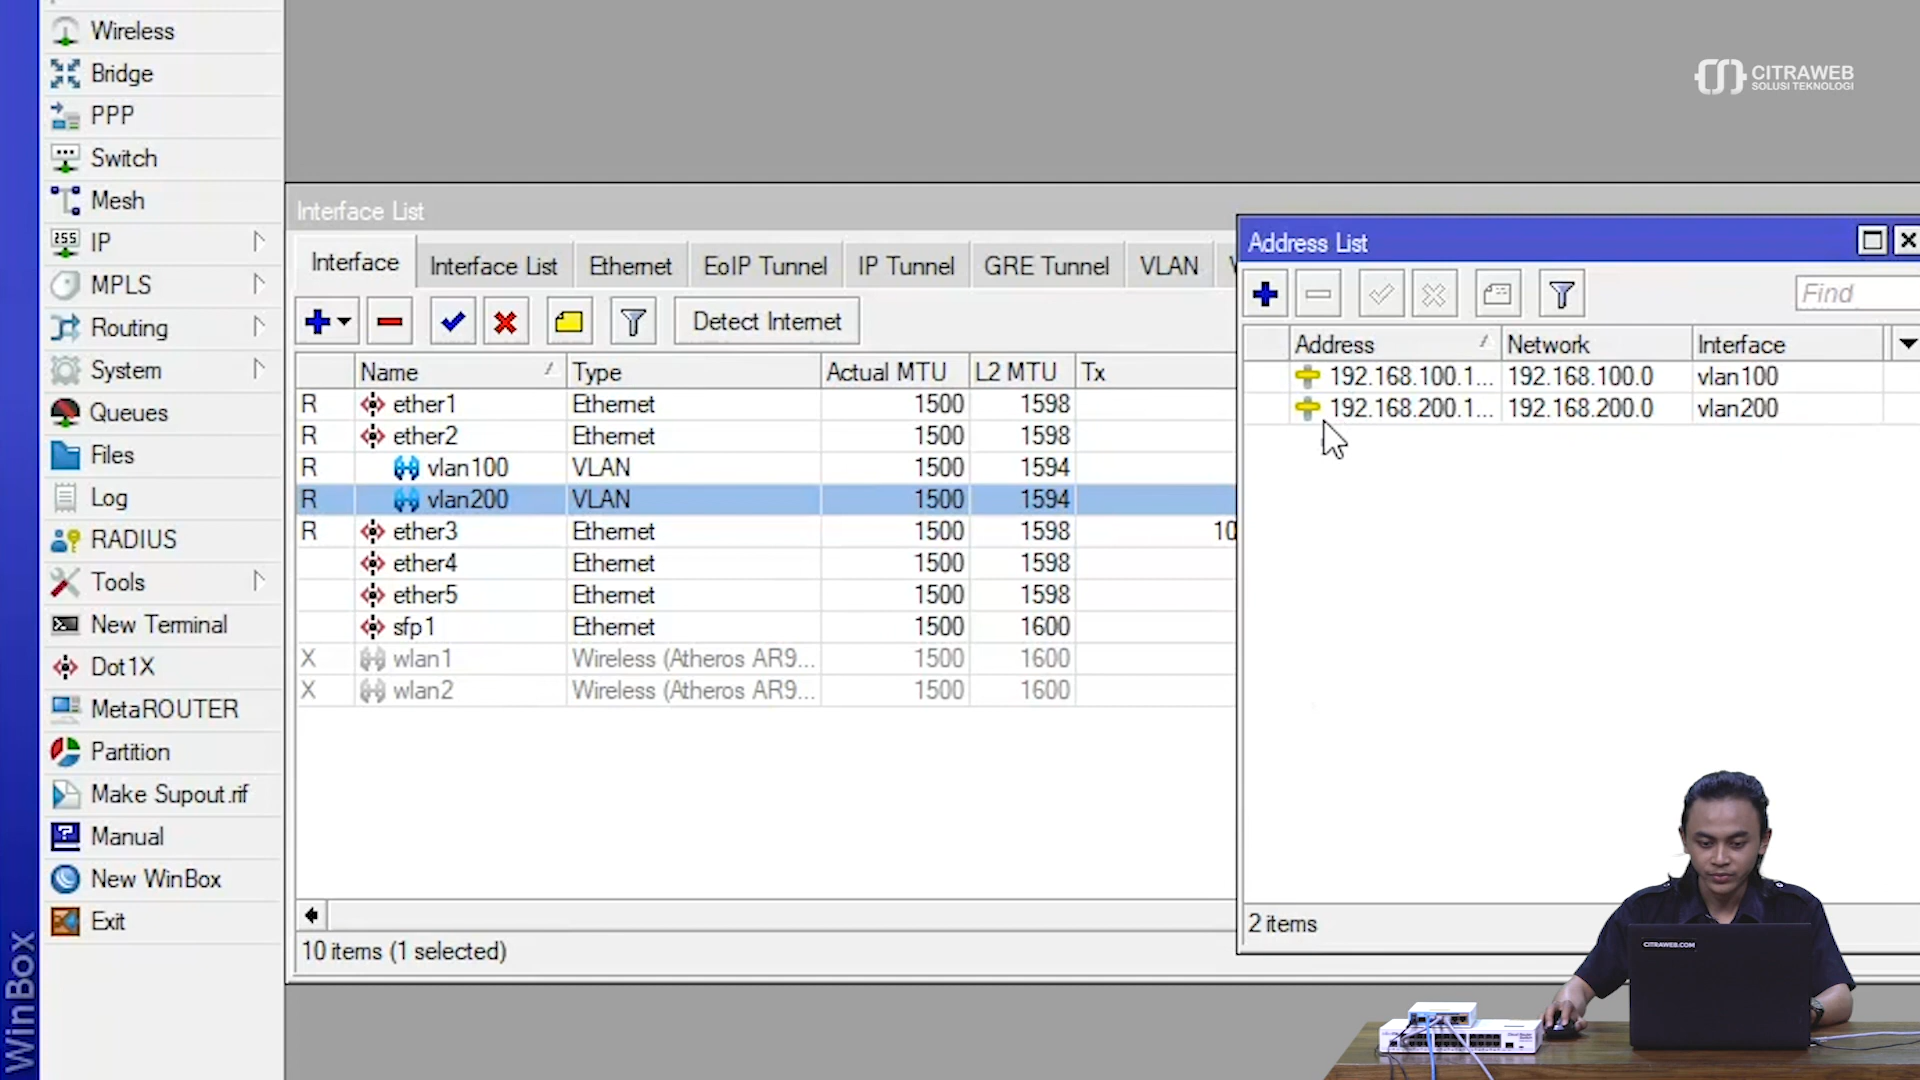 Wireless
Bridge
PPP
Switch
Mesh
255 IP
MPLS
Routing
System
Queues
Files
Log
RADIUS
Tools
New Terminal
Dot1X
MetaROUTER
Partition
Make Supout.rif
Manual
New WinBox
Exit
WinBox
CITRAWEB
SOLUSI TEKNOLOGI
Interface List
Interface Interface List Ethernet EoIP Tunnel IP Tunnel GRE Tunnel VLAN
Detect Internet
Name Type Actual MTU L2 MTU Tx
R ether1 Ethernet 1500 1598
R ether2 Ethernet 1500 1598
R vlan100 VLAN 1500 1594
R vlan200 VLAN 1500 1594
R ether3 Ethernet 1500 1598 10
ether4 Ethernet 1500 1598
ether5 Ethernet 1500 1598
sfp1 Ethernet 1500 1600
X wlan1 Wireless (Atheros AR9... 1500 1600
X wlan2 Wireless (Atheros AR9... 1500 1600
10 items (1 selected)
Address List
Find
Address Network Interface
192.168.100.1... 192.168.100.0 vlan100
192.168.200.1... 192.168.200.0 vlan200
2 items
CITRAWEB.COM